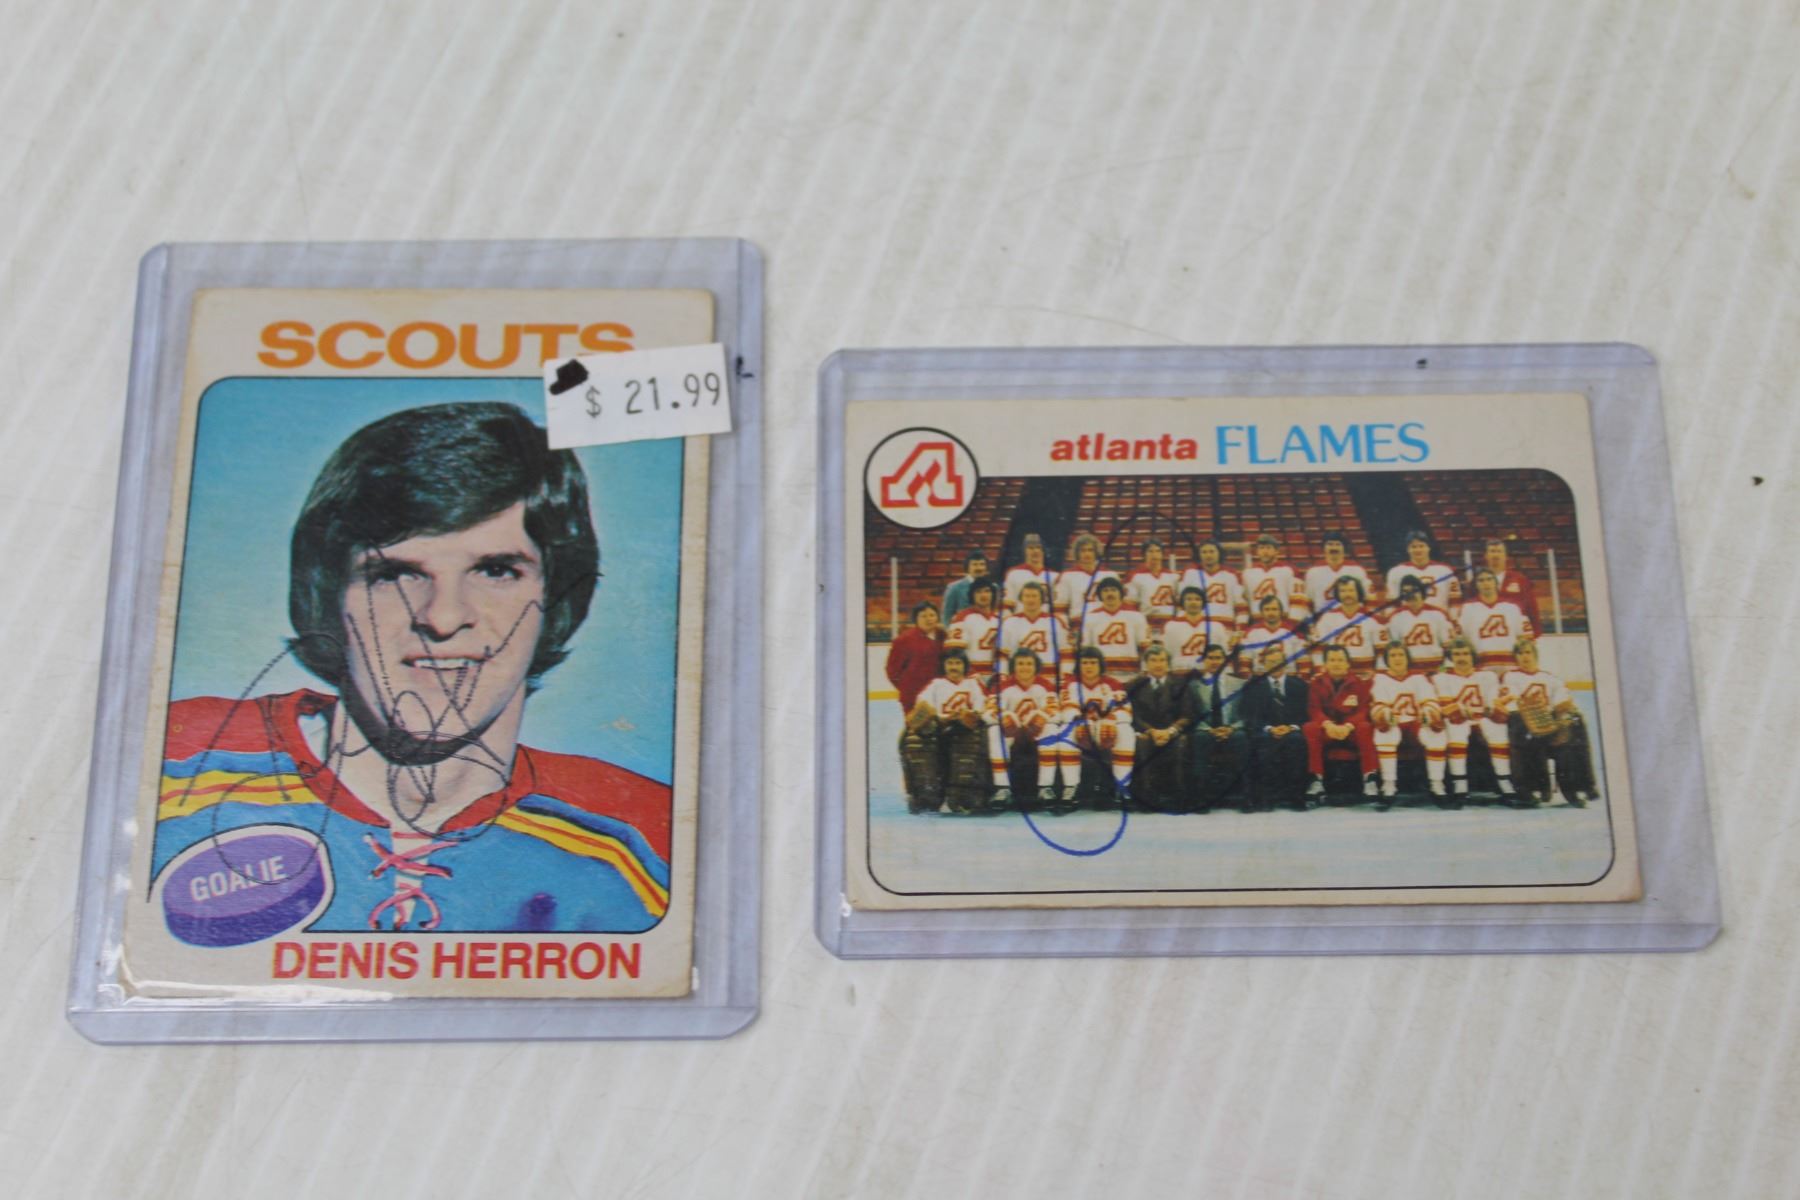 SCOUTS
$ 21.99
GOALIE
DENIS HERRON
atlanta FLAMES
A